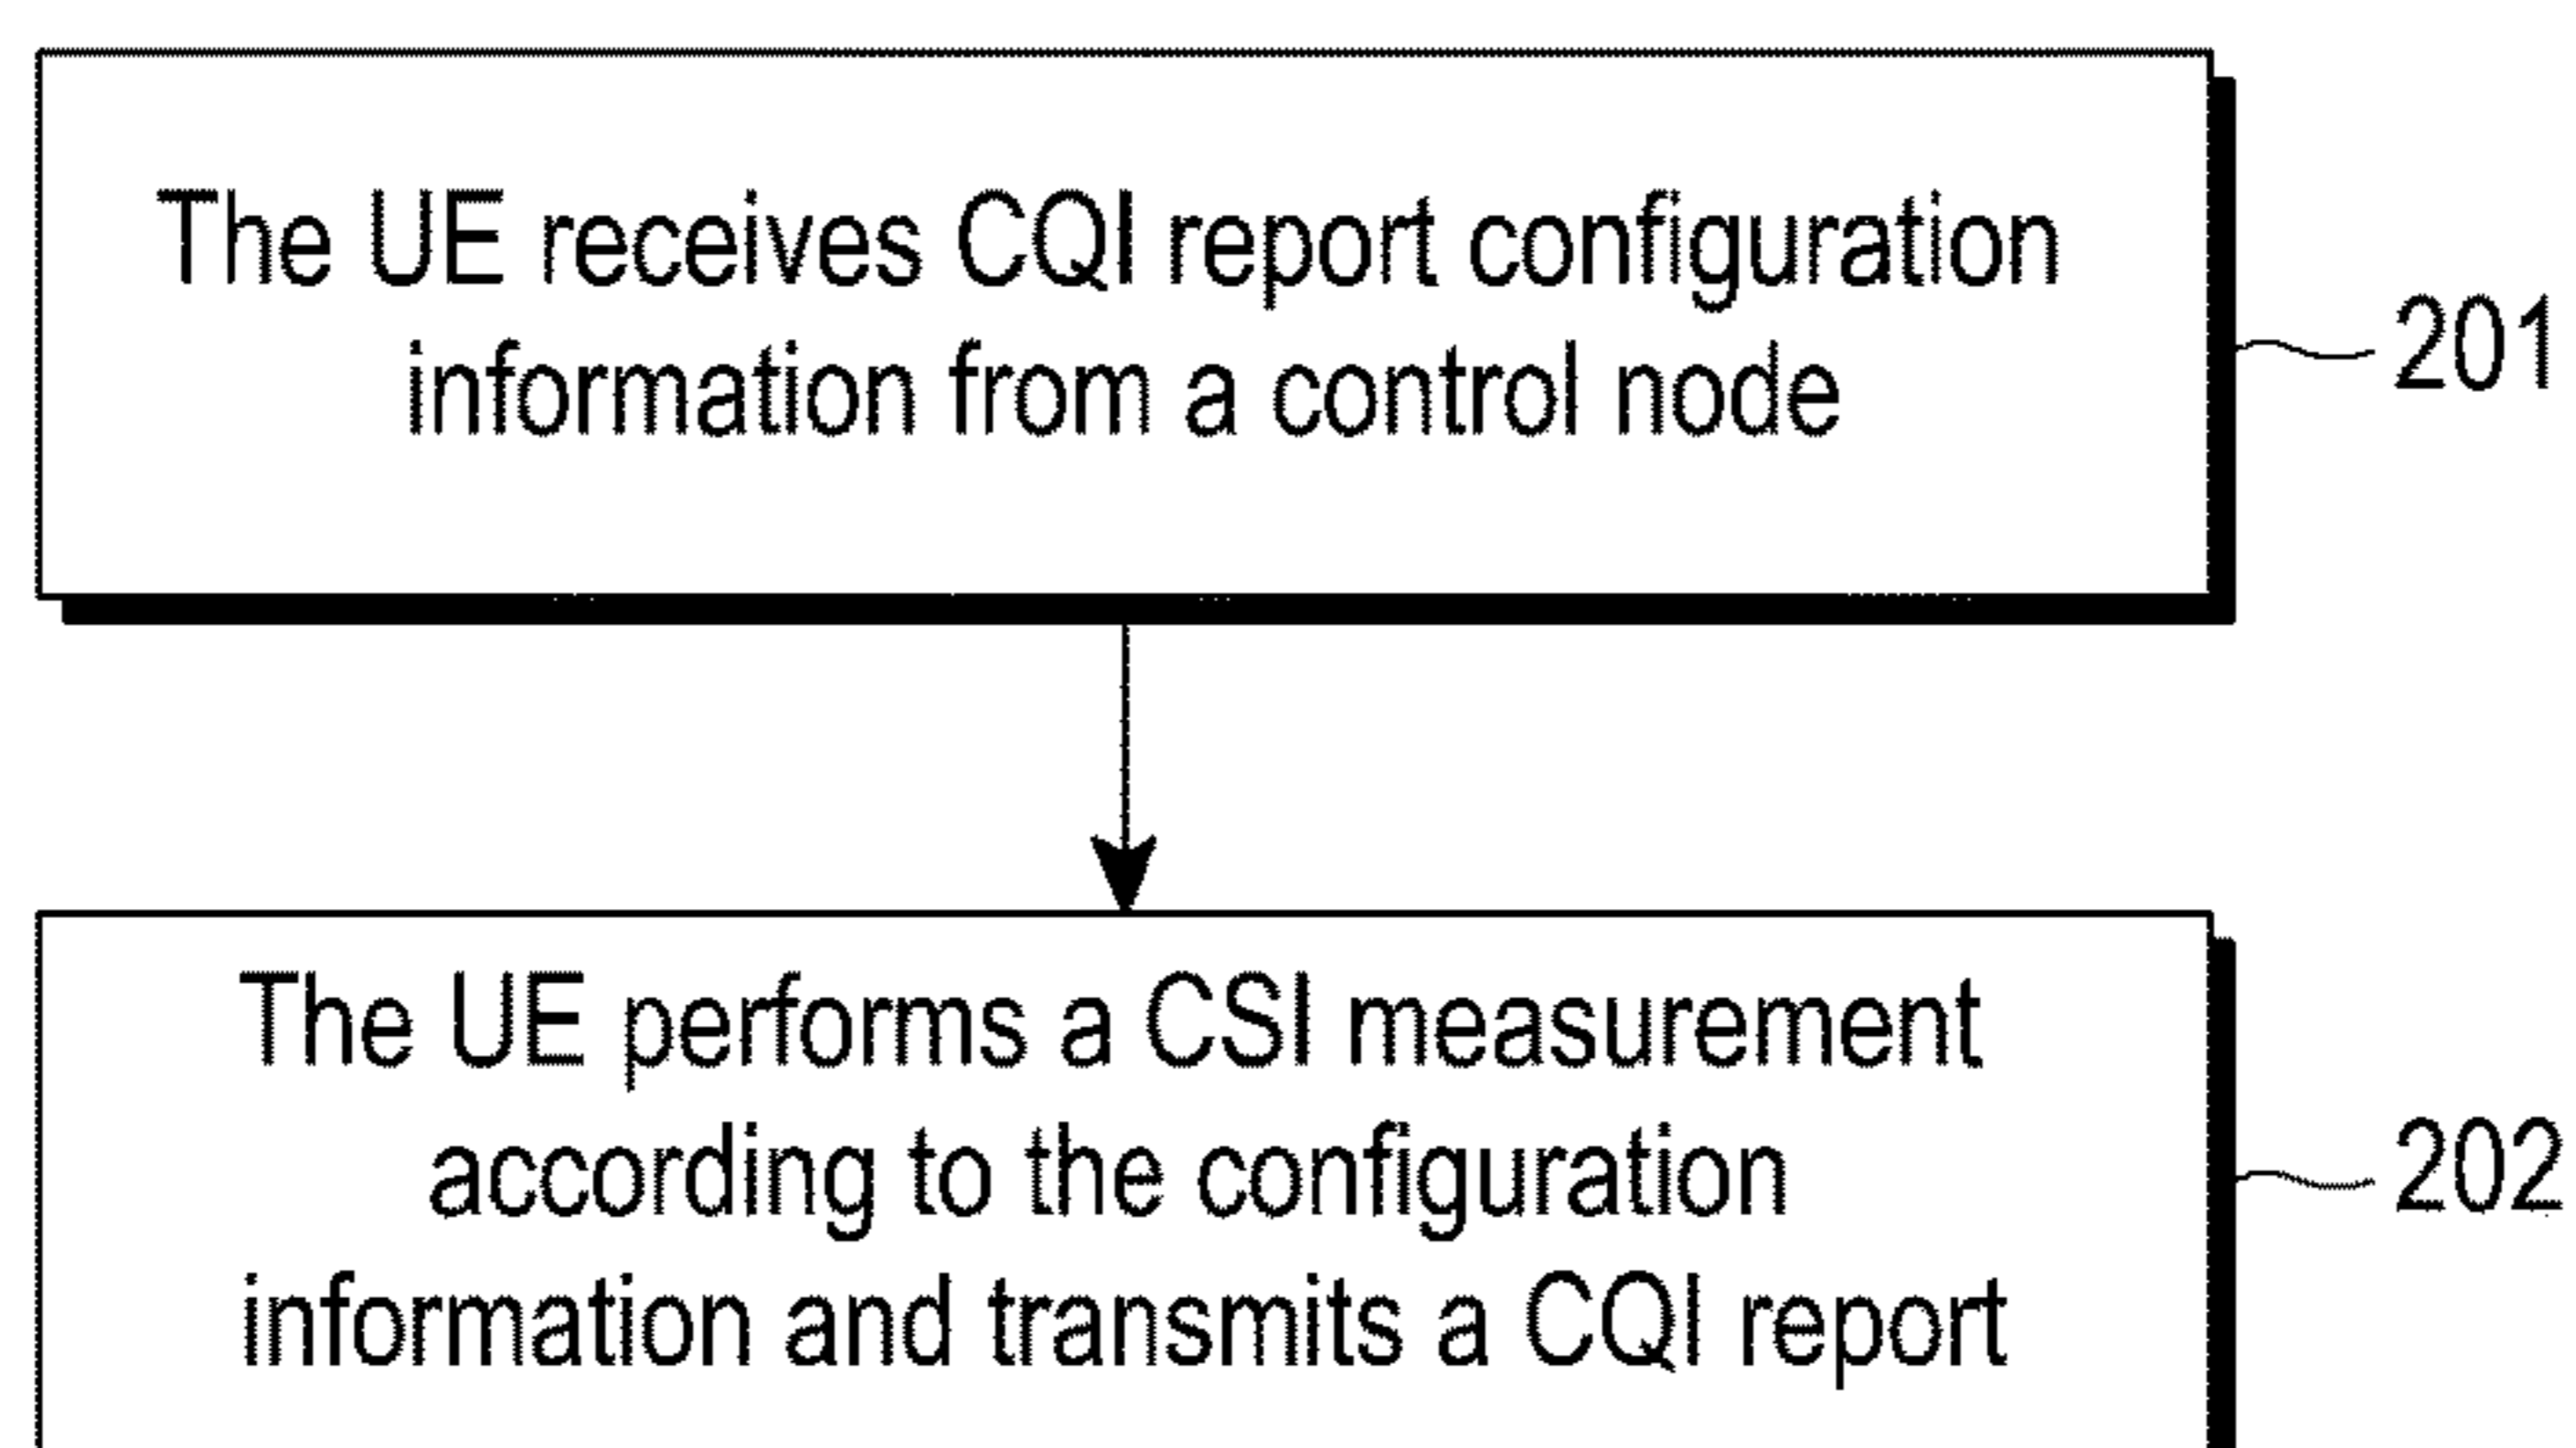 The UE receives CQI report configuration
information from a control node
201
The UE performs a CSI measurement
according to the configuration
information and transmits a CQI report
202